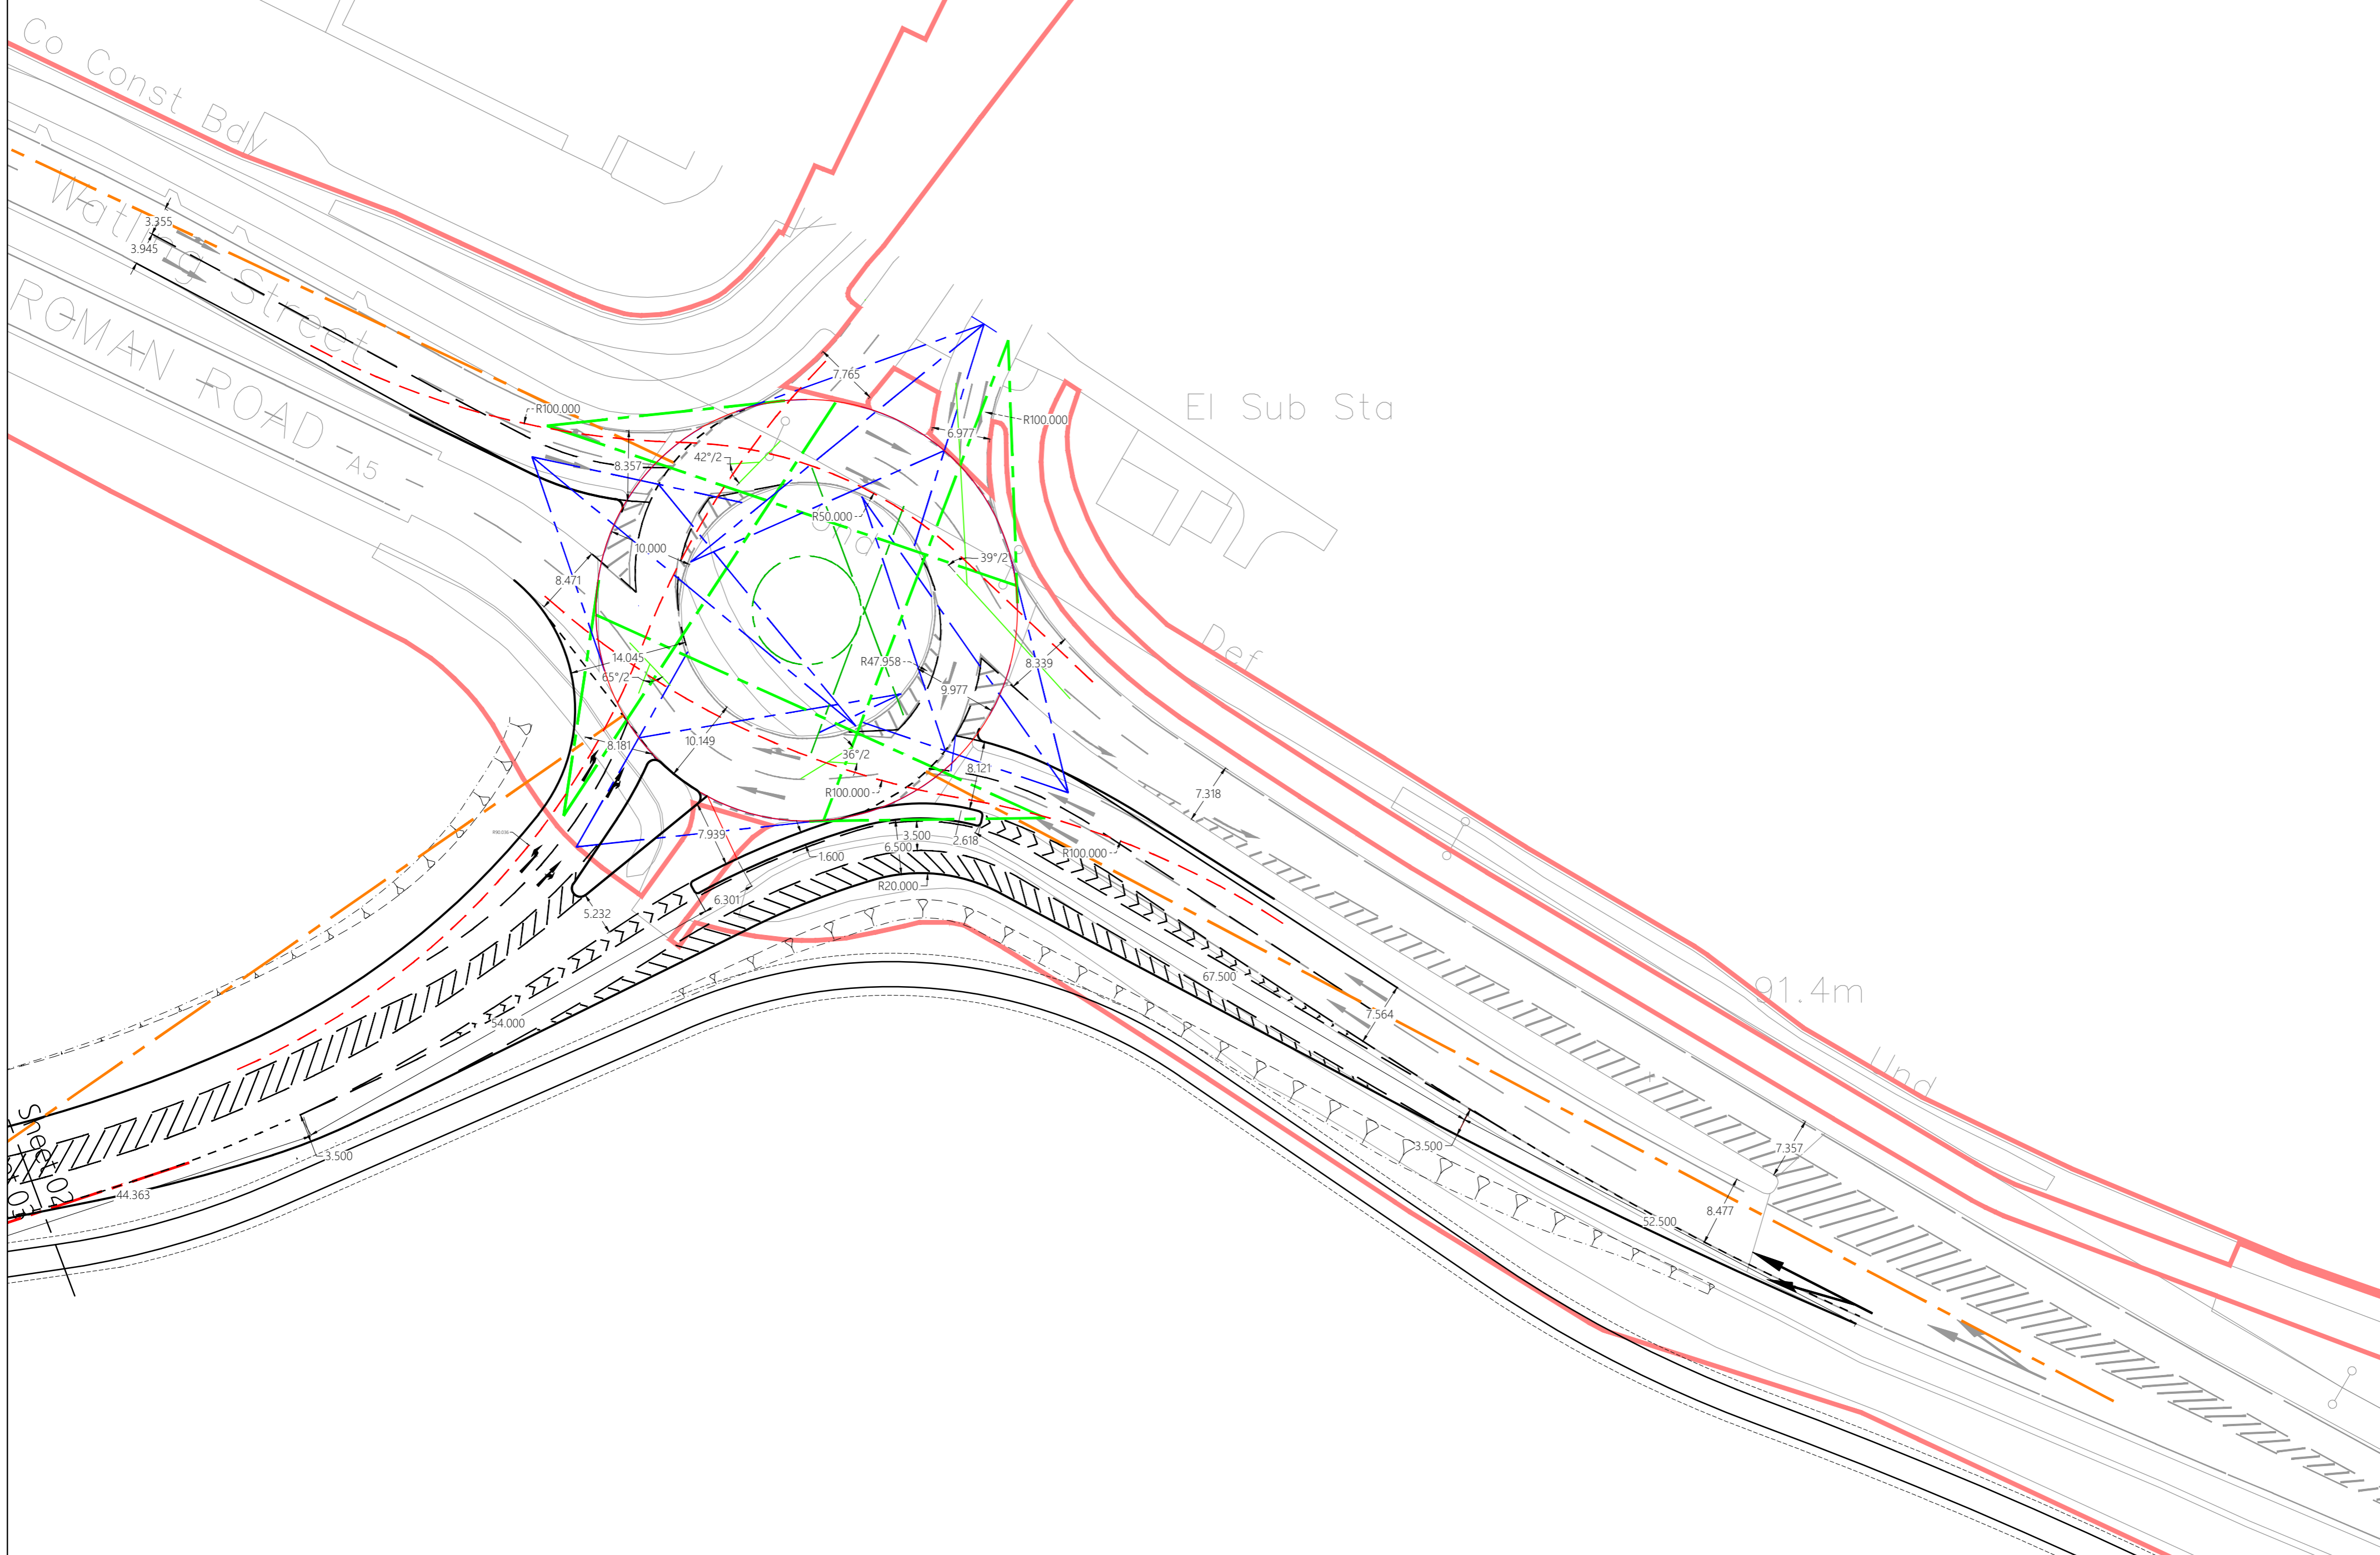 Co Const Bdy
Watling Street
ROMAN ROAD
A5
3.355
3.945
R100.000
7.765
El Sub Sta
R100.000
6.977
42°/2
8.357
R50.000
10.000
39°/2
8.471
14.045
65°/2
R47.958
8.339
9.977
Def
8.181
10.149
36°/2
8.121
R100.000
7.318
7.939
3.500
2.618
6.500
1.600
R100.000
R20.000
6.301
5.232
67.500
91.4m
54.000
7.564
Und
3.500
3.500
7.357
44.363
52.500
8.477
Sheet 02